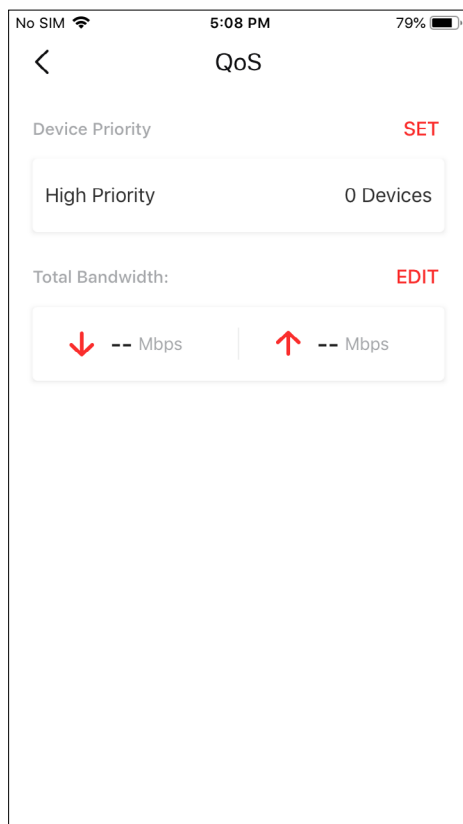 No SIM 5:08 PM 79%
QoS
Device Priority SET
High Priority 0 Devices
Total Bandwidth: EDIT
-- Mbps -- Mbps